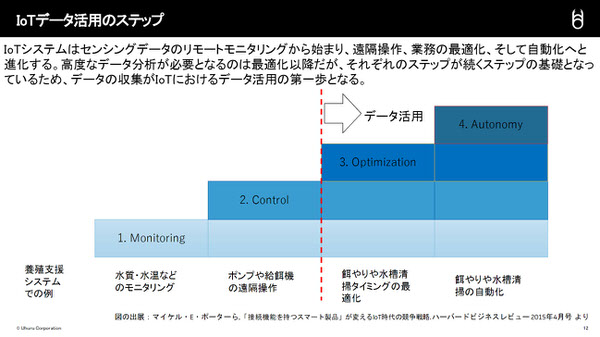 IoTデータ活用のステップ
IoTシステムはセンシングデータのリモートモニタリングから始まり、遠隔操作、業務の最適化、そして自動化へと
進化する。高度なデータ分析が必要となるのは最適化以降だが、それぞれのステップが続くステップの基礎となっ
ているため、データの収集がIoTにおけるデータ活用の第一歩となる。
データ活用
4. Autonomy
3. Optimization
2. Control
1. Monitoring
養殖支援
システム
での例
水質・水温など
のモニタリング
ポンプや給餌機
の遠隔操作
餌やりや水槽清
掃タイミングの最
適化
餌やりや水槽清
掃の自動化
図の出展：マイケル・E・ポーターら,「接続機能を持つスマート製品」が変えるIoT時代の競争戦略, ハーバードビジネスレビュー2015年4月号 より
© Uhuru Corporation
12